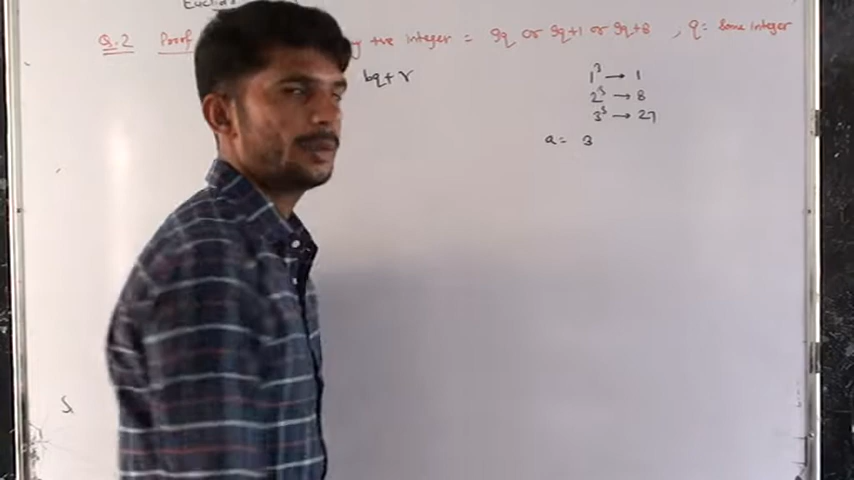 Euclid
Q.2 Proof y +ve integer = 9q or 9q+1 or 9q+8 , q = Some integer
bq+r
1³ → 1
2³ → 8
3³ → 27
a = 3